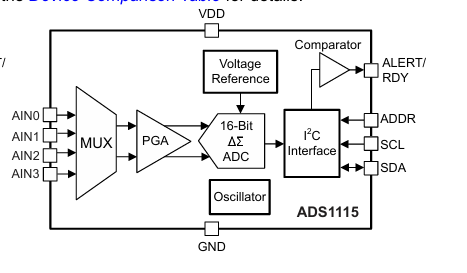 the Device Comparison Table for details.
VDD
Comparator
ALERT/
RDY
Voltage
Reference
AIN0
AIN1
AIN2
AIN3
MUX
PGA
16-Bit
ΔΣ
ADC
I²C
Interface
ADDR
SCL
SDA
Oscillator
ADS1115
GND